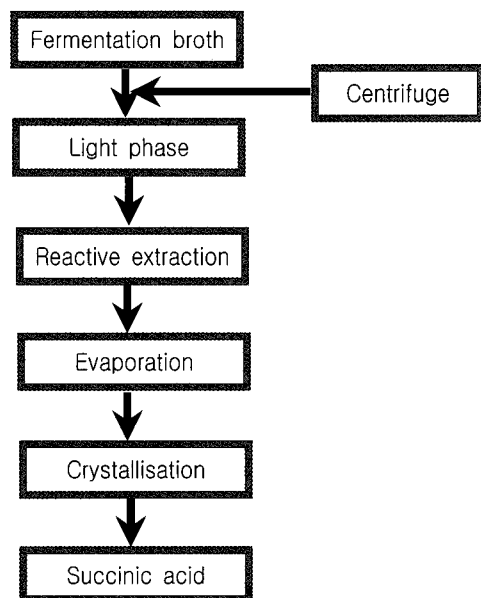 Fermentation broth
Centrifuge
Light phase
Reactive extraction
Evaporation
Crystallisation
Succinic acid